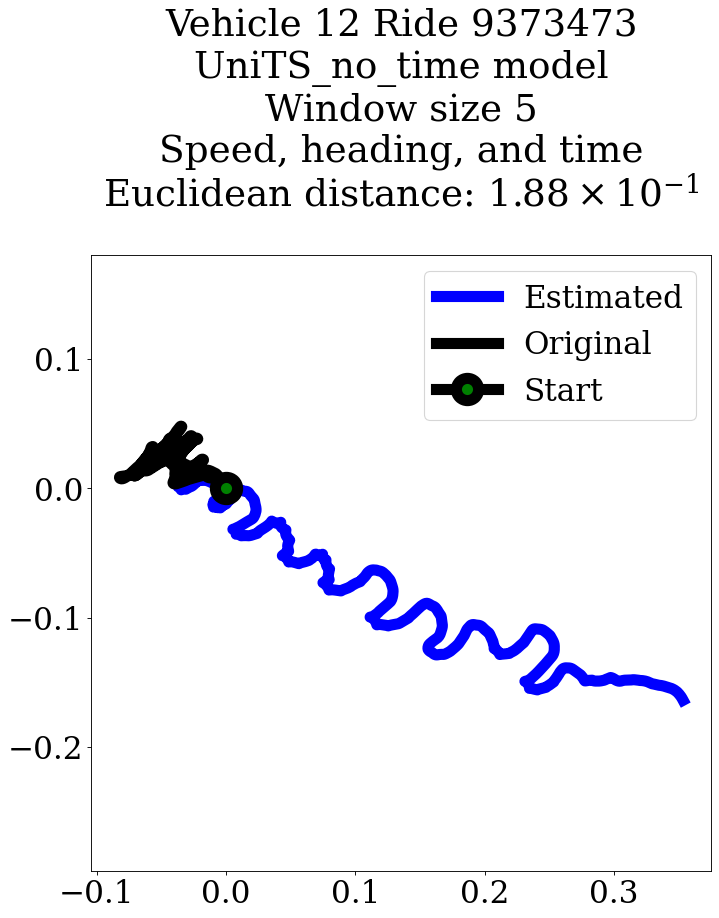 Vehicle 12 Ride 9373473
UniTS_no_time model
Window size 5
Speed, heading, and time
Euclidean distance: 1.88 × 10⁻¹
Estimated
Original
Start
0.1
0.0
−0.1
−0.2
−0.1 0.0 0.1 0.2 0.3